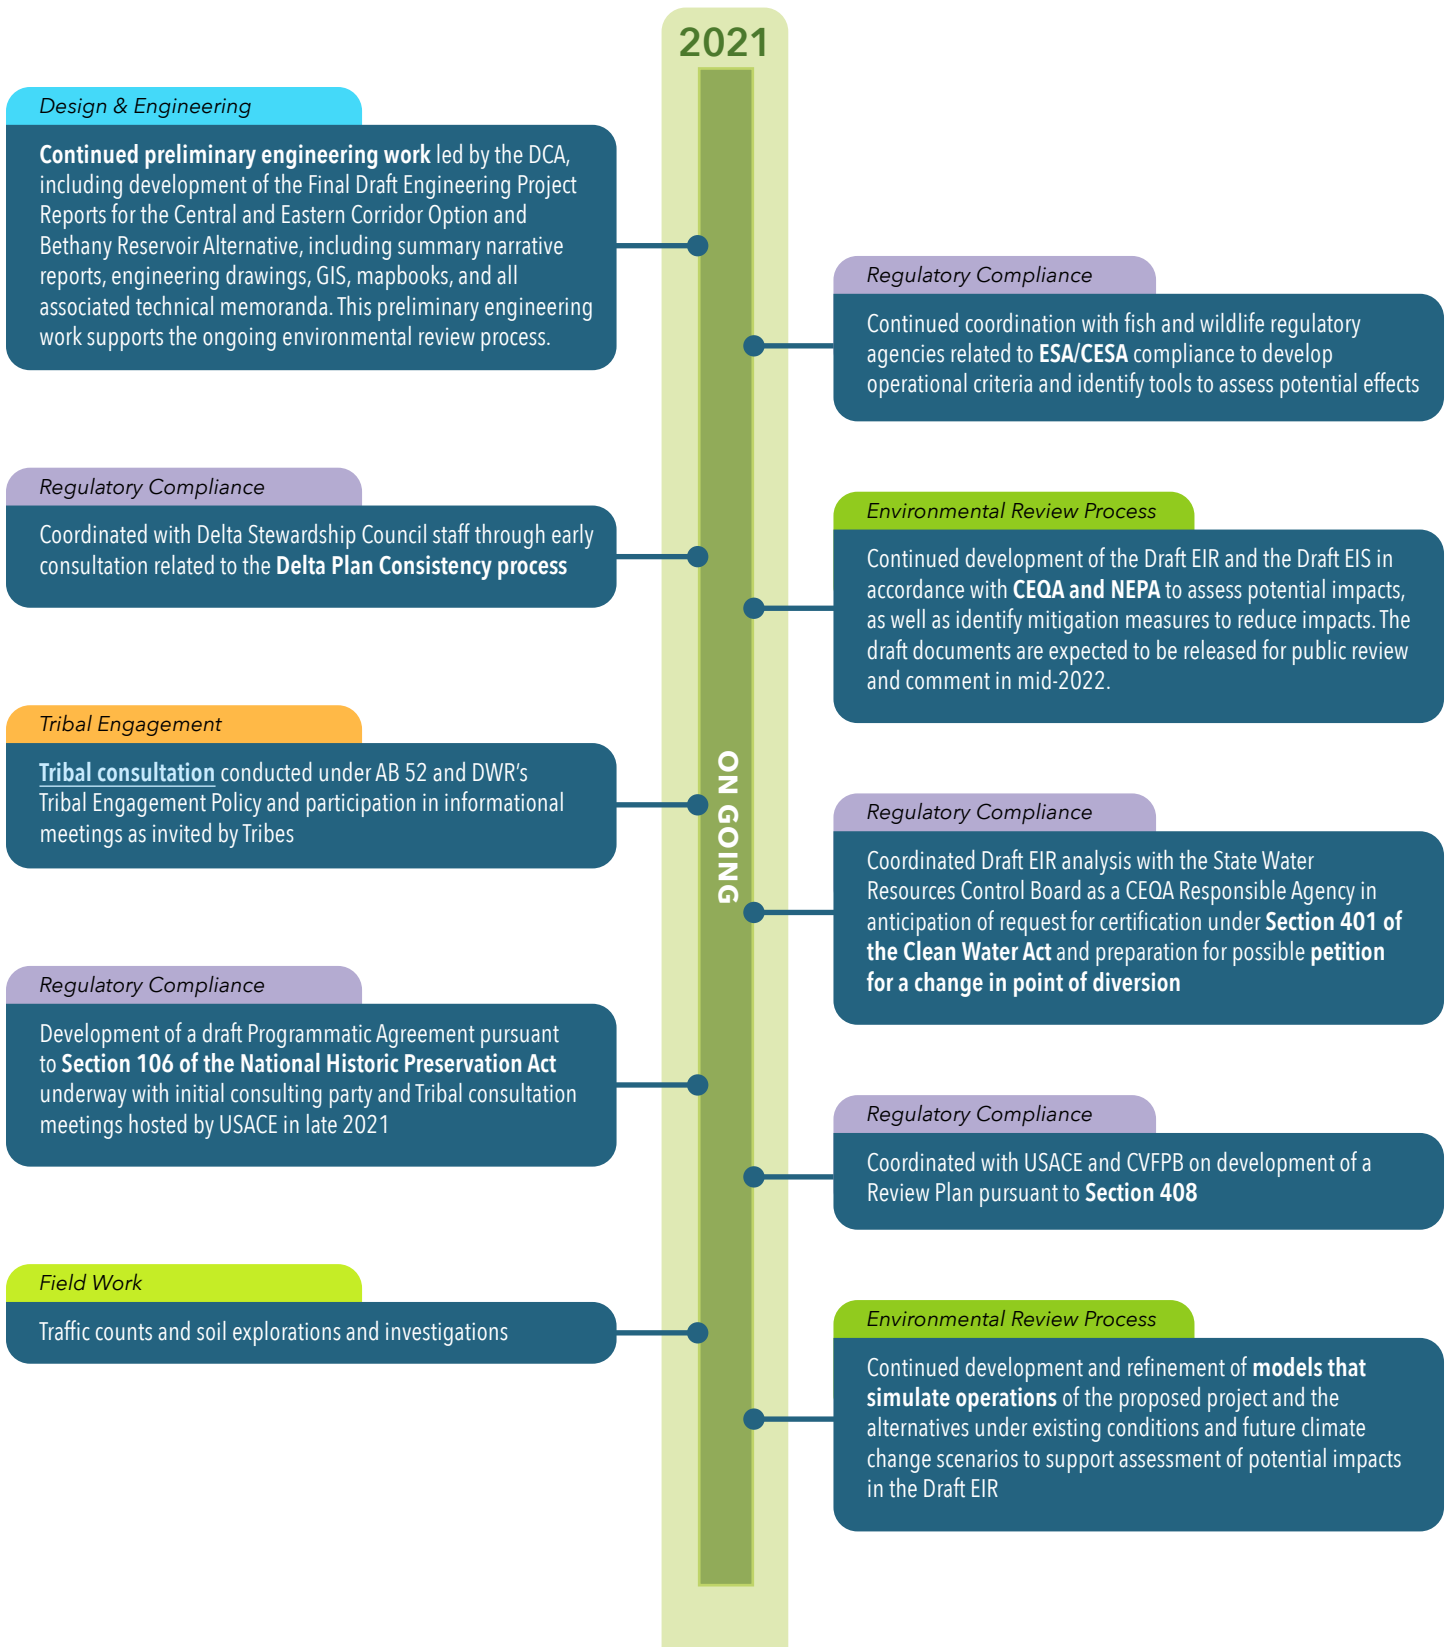 2021
Design & Engineering
Continued preliminary engineering work led by the DCA,
including development of the Final Draft Engineering Project
Reports for the Central and Eastern Corridor Option and
Bethany Reservoir Alternative, including summary narrative
reports, engineering drawings, GIS, mapbooks, and all
associated technical memoranda. This preliminary engineering
work supports the ongoing environmental review process.
Regulatory Compliance
Continued coordination with fish and wildlife regulatory
agencies related to ESA/CESA compliance to develop
operational criteria and identify tools to assess potential effects
Regulatory Compliance
Coordinated with Delta Stewardship Council staff through early
consultation related to the Delta Plan Consistency process
Environmental Review Process
Continued development of the Draft EIR and the Draft EIS in
accordance with CEQA and NEPA to assess potential impacts,
as well as identify mitigation measures to reduce impacts. The
draft documents are expected to be released for public review
and comment in mid-2022.
Tribal Engagement
Tribal consultation conducted under AB 52 and DWR's
Tribal Engagement Policy and participation in informational
meetings as invited by Tribes
ON GOING
Regulatory Compliance
Coordinated Draft EIR analysis with the State Water
Resources Control Board as a CEQA Responsible Agency in
anticipation of request for certification under Section 401 of
the Clean Water Act and preparation for possible petition
for a change in point of diversion
Regulatory Compliance
Development of a draft Programmatic Agreement pursuant
to Section 106 of the National Historic Preservation Act
underway with initial consulting party and Tribal consultation
meetings hosted by USACE in late 2021
Regulatory Compliance
Coordinated with USACE and CVFPB on development of a
Review Plan pursuant to Section 408
Field Work
Traffic counts and soil explorations and investigations
Environmental Review Process
Continued development and refinement of models that
simulate operations of the proposed project and the
alternatives under existing conditions and future climate
change scenarios to support assessment of potential impacts
in the Draft EIR